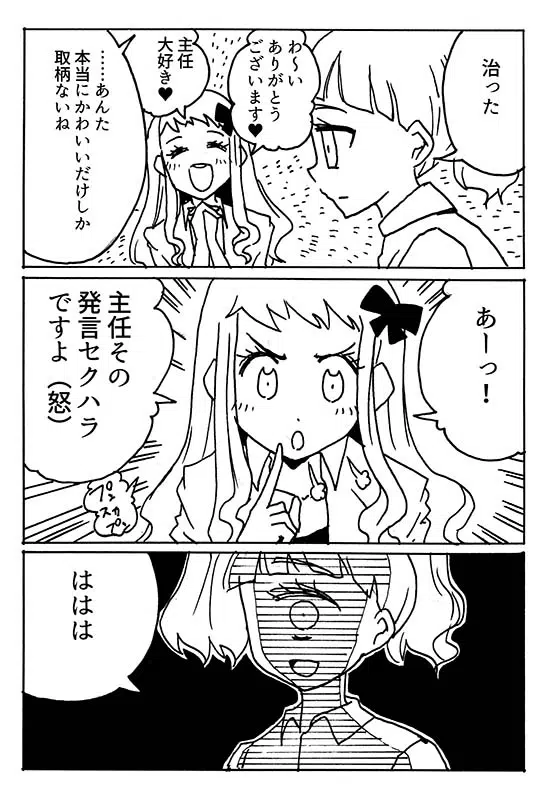 治った
わ〜い
ありがとう
ございます♥
主任
大好き♥
……あんた
本当にかわいいだけしか
取柄ないいね
あーっ！
主任その
発言セクハラ
ですよ（怒）
プン
スカ
プン
ははは